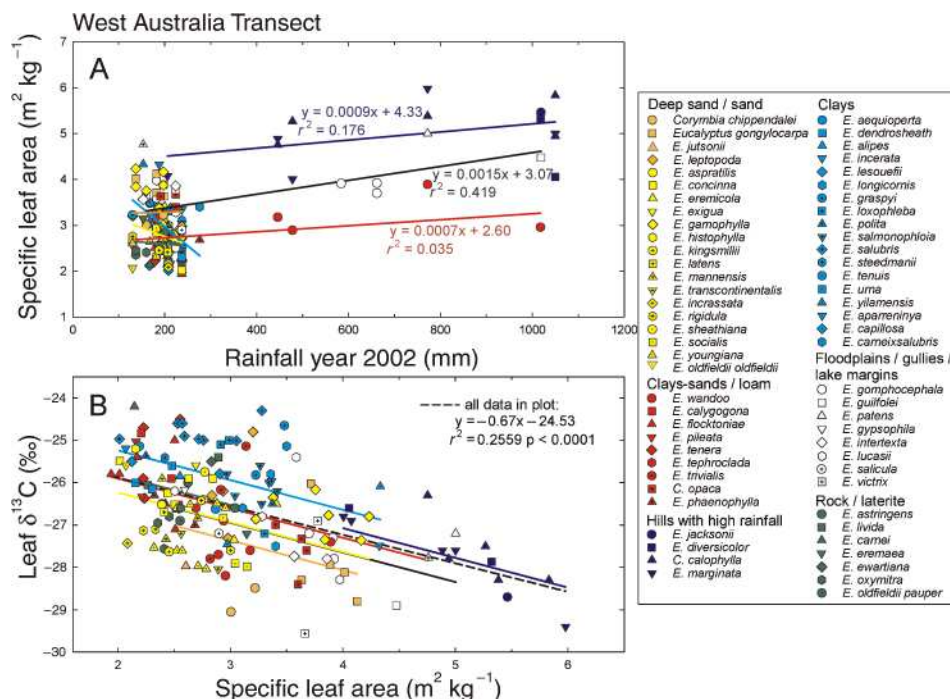 West Australia Transect
A
Specific leaf area (m² kg⁻¹)
7
6
5
4
3
2
1
y = 0.0009x + 4.33
r² = 0.176
y = 0.0015x + 3.07
r² = 0.419
y = 0.0007x + 2.60
r² = 0.035
0
200
400
600
800
1000
1200
Rainfall year 2002 (mm)
B
Leaf δ¹³C (‰)
−24
−25
−26
−27
−28
−29
−30
all data in plot:
y=−0.67x−24.53
r² = 0.2559 p < 0.0001
2
3
4
5
6
Specific leaf area (m² kg⁻¹)
Deep sand / sand
Corymbia chippendalei
Eucalyptus gongylocarpa
E. jutsonii
E. leptopoda
E. aspratilis
E. concinna
E. eremicola
E. exigua
E. gamophylla
E. histophylla
E. kingsmillii
E. latens
E. mannensis
E. transcontinentalis
E. incrassata
E. rigidula
E. sheathiana
E. socialis
E. youngiana
E. oldfieldii oldfieldii
Clays-sands / loam
E. wandoo
E. calygogona
E. flocktoniae
E. pileata
E. tenera
E. tephroclada
E. trivialis
C. opaca
E. phaenophylla
Hills with high rainfall
E. jacksonii
E. diversicolor
C. calophylla
E. marginata
Clays
E. aequioperta
E. dendrosheath
E. alipes
E. incerata
E. lesouefii
E. longicornis
E. graspyi
E. loxophleba
E. polita
E. salmonophloia
E. salubris
E. steedmanii
E. tenuis
E. urna
E. yilamensis
E. aparreninya
E. capillosa
E. carneixsalubris
Floodplains / gullies /
lake margins
E. gomphocephala
E. guilfolei
E. patens
E. gypsophila
E. intertexta
E. lucasii
E. salicula
E. victrix
Rock / laterite
E. astringens
E. livida
E. carnei
E. eremaea
E. ewartiana
E. oxymitra
E. oldfieldii pauper